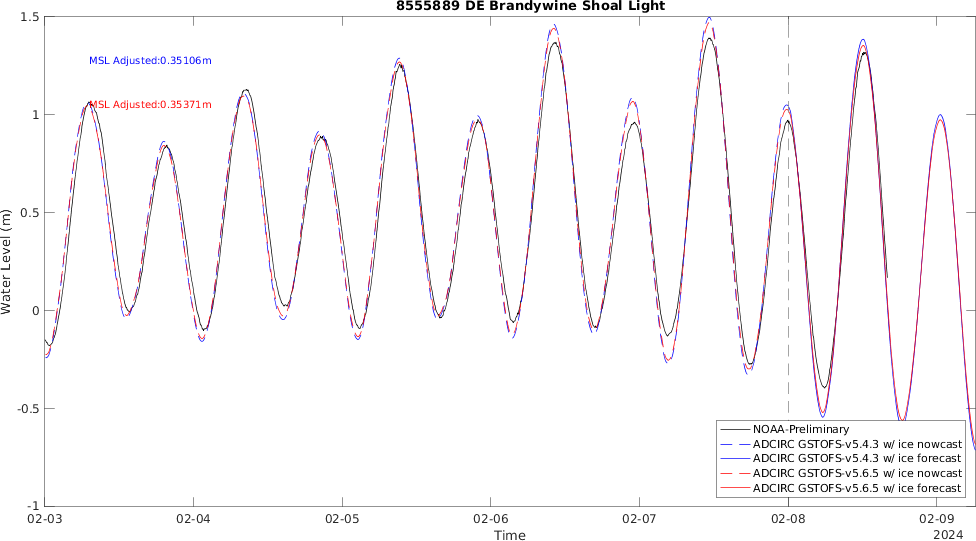 8555889 DE Brandywine Shoal Light
1.5
MSL Adjusted:0.35106m
MSL Adjusted:0.35371m
1
0.5
Water Level (m)
0
-0.5
-1
NOAA-Preliminary
ADCIRC GSTOFS-v5.4.3 w/ ice nowcast
ADCIRC GSTOFS-v5.4.3 w/ ice forecast
ADCIRC GSTOFS-v5.6.5 w/ ice nowcast
ADCIRC GSTOFS-v5.6.5 w/ ice forecast
02-03 02-04 02-05 02-06 02-07 02-08 02-09
Time 2024